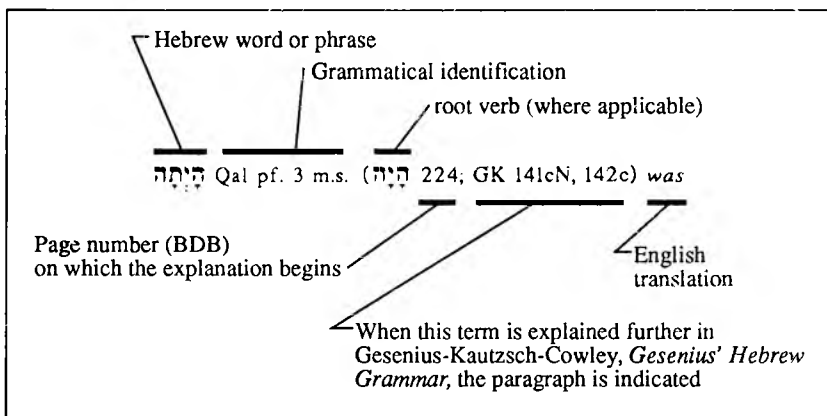 Hebrew word or phrase
Grammatical identification
root verb (where applicable)
הָיְתָה Qal pf. 3 m.s. (הָיָה 224; GK 141cN, 142c) was
Page number (BDB)
on which the explanation begins
English
translation
When this term is explained further in
Gesenius-Kautzsch-Cowley, Gesenius' Hebrew
Grammar, the paragraph is indicated